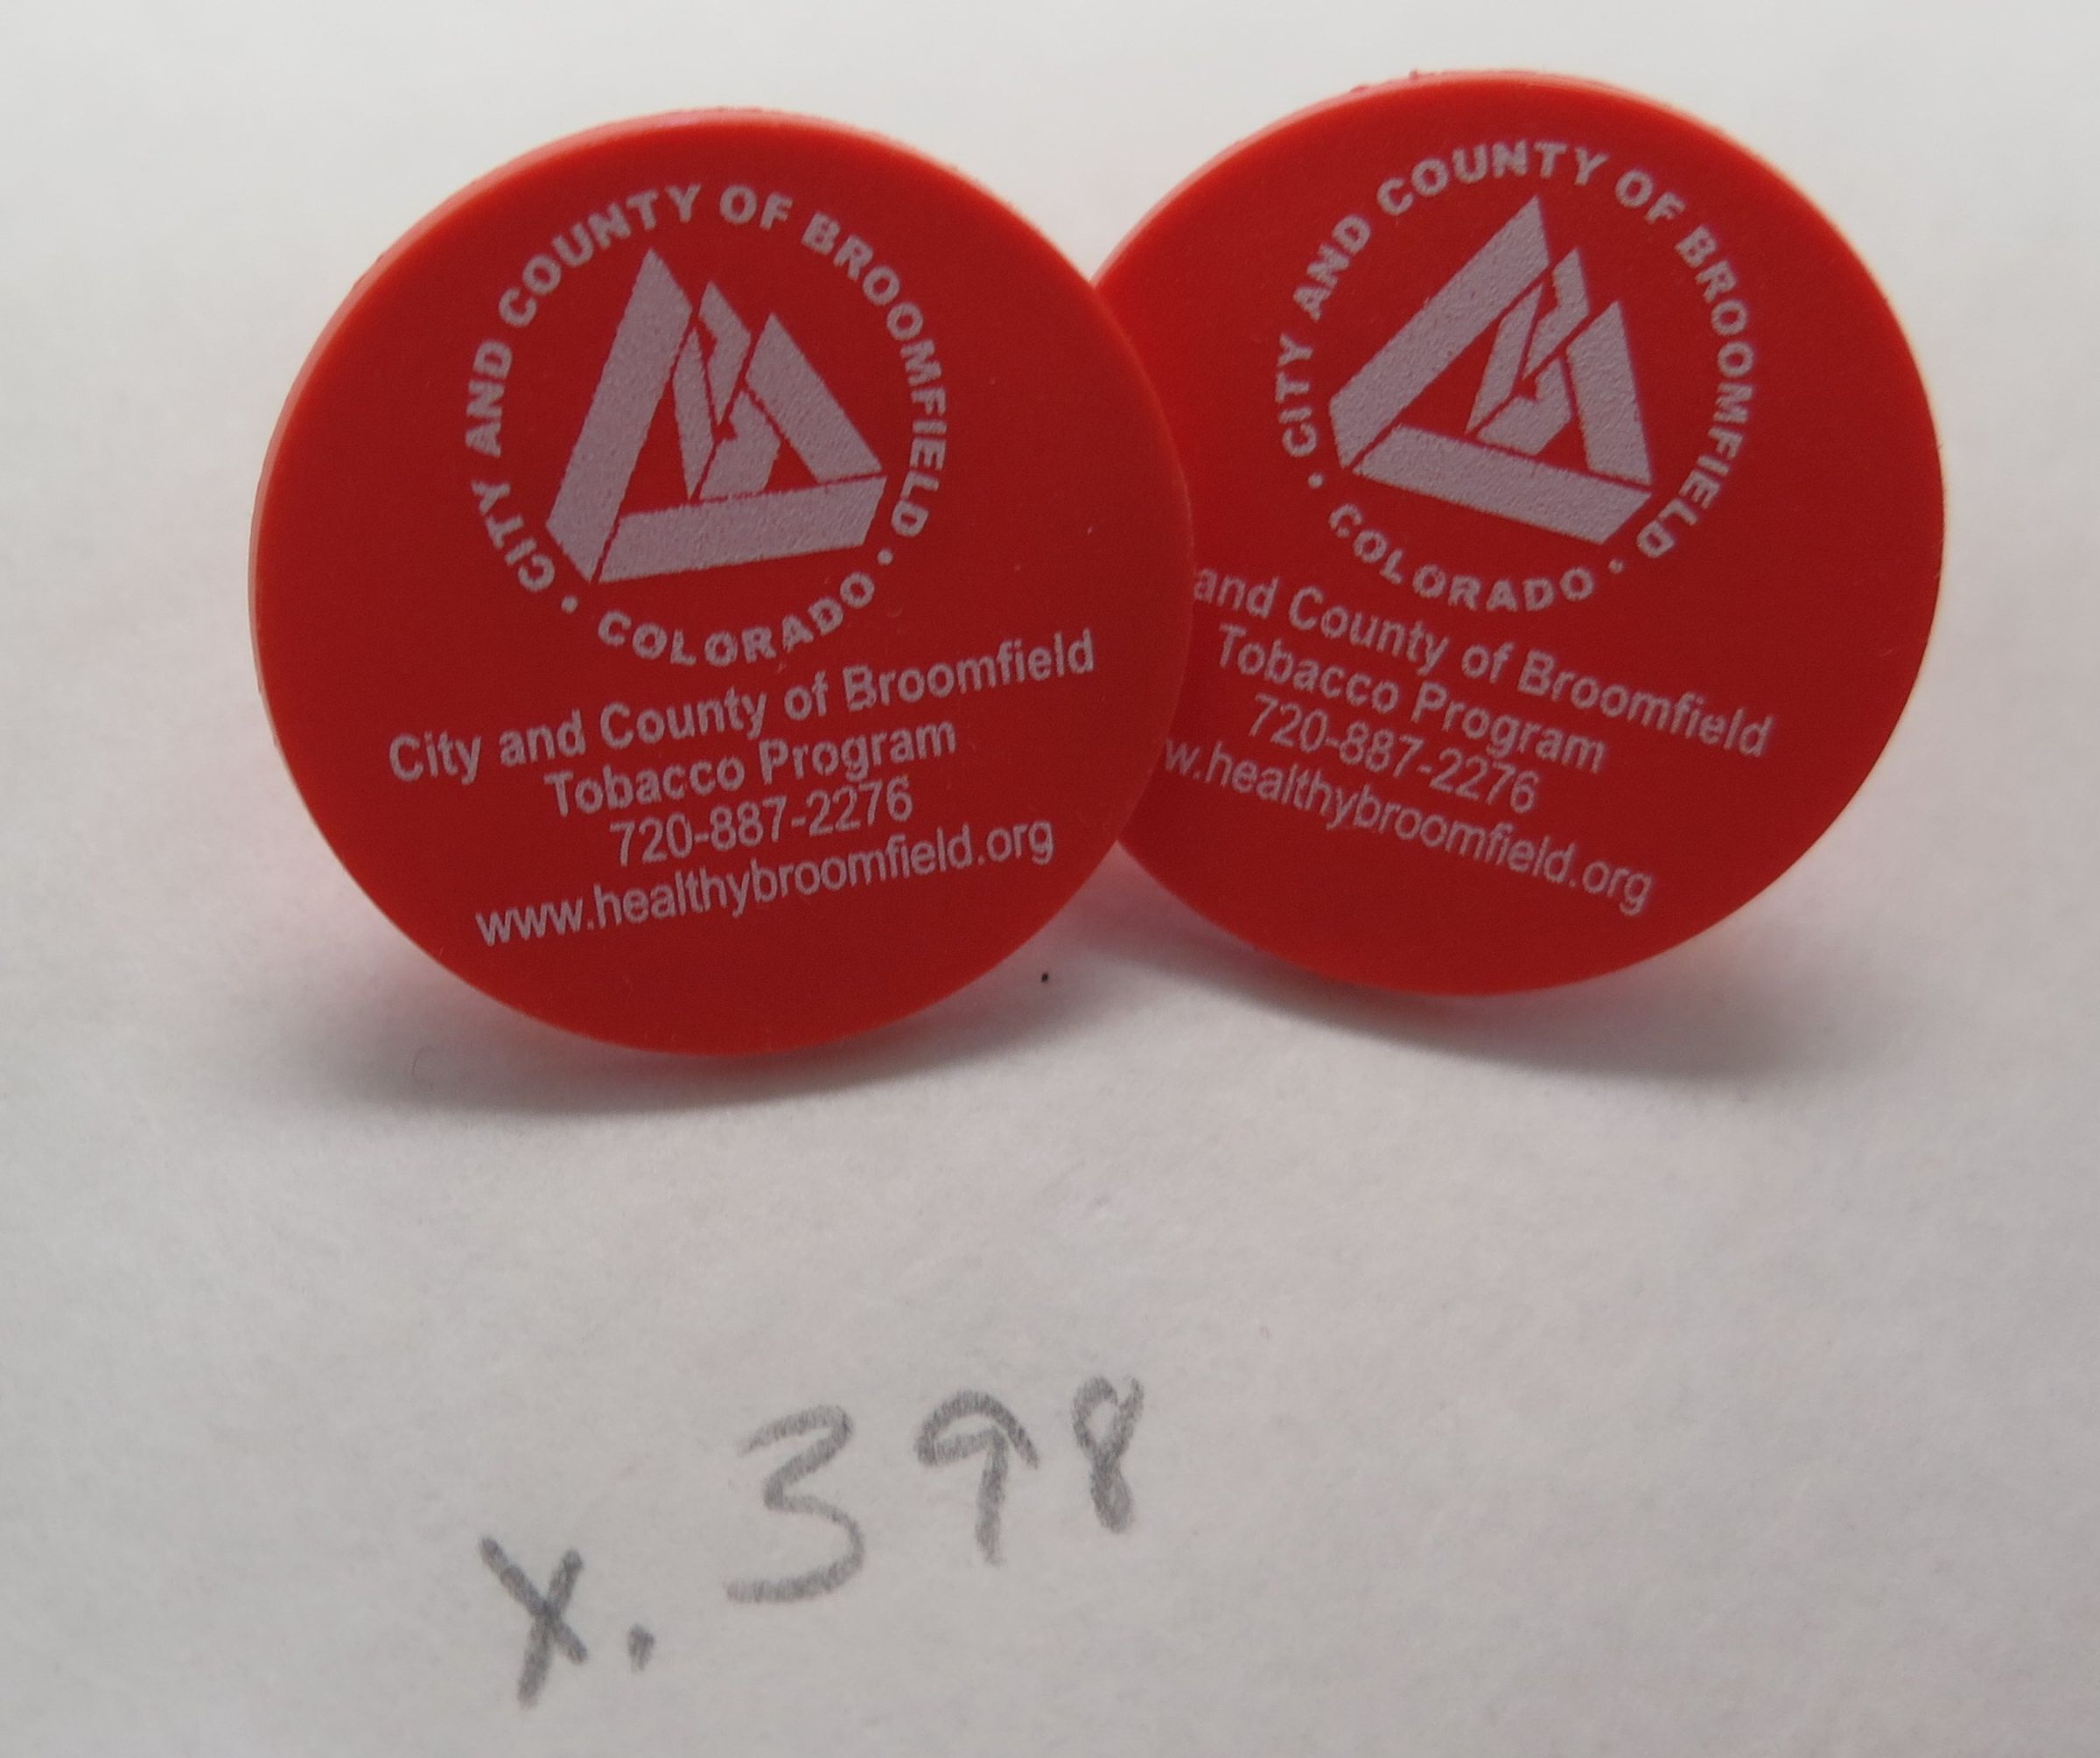 CITY AND COUNTY OF BROOMFIELD
• COLORADO •
City and County of Broomfield
Tobacco Program
720-887-2276
www.healthybroomfield.org
CITY AND COUNTY OF BROOMFIELD
• COLORADO •
and County of Broomfield
Tobacco Program
720-887-2276
w.healthybroomfield.org
x.398